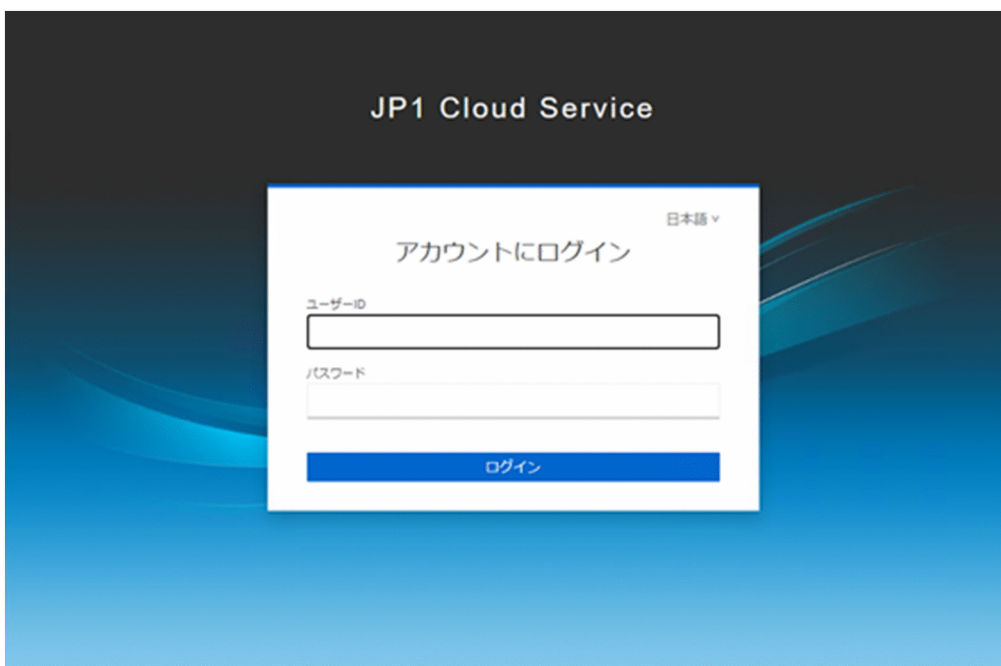 JP1 Cloud Service
日本語 ∨
アカウントにログイン
ユーザーID
パスワード
ログイン